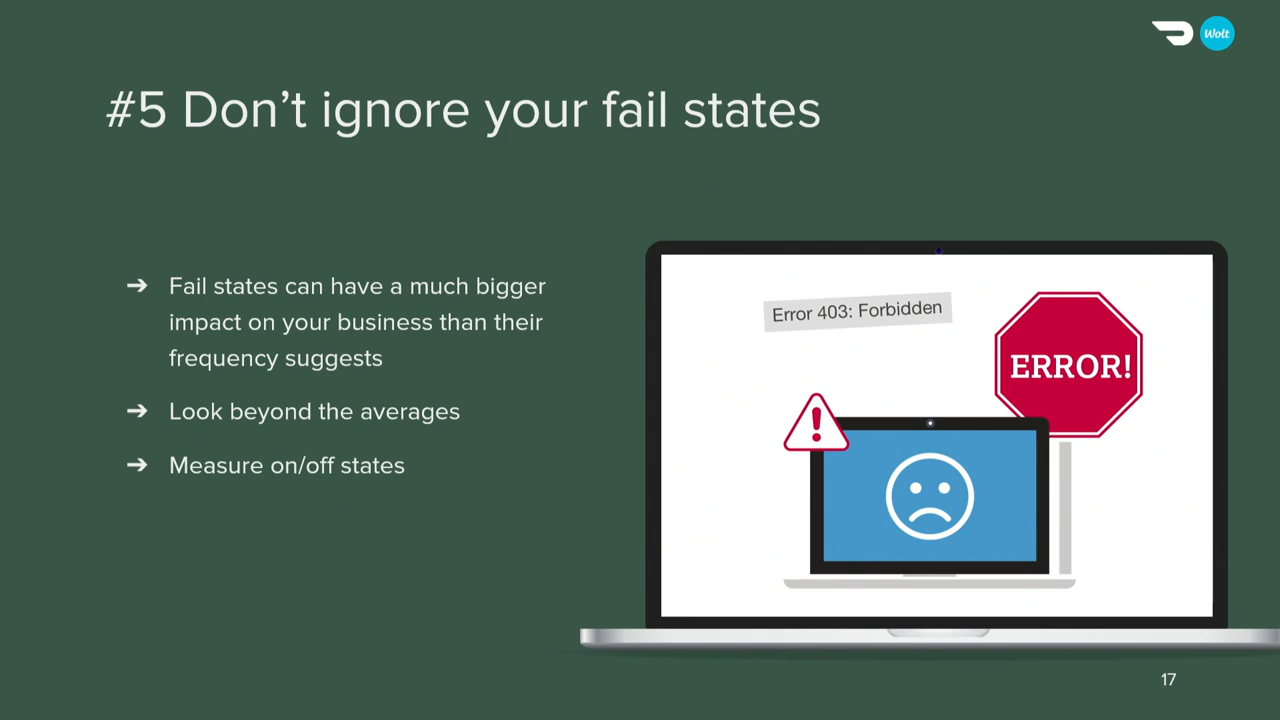 Wolt
#5 Don’t ignore your fail states
➔ Fail states can have a much bigger
impact on your business than their
frequency suggests
➔ Look beyond the averages
➔ Measure on/off states
Error 403: Forbidden
ERROR!
!
17